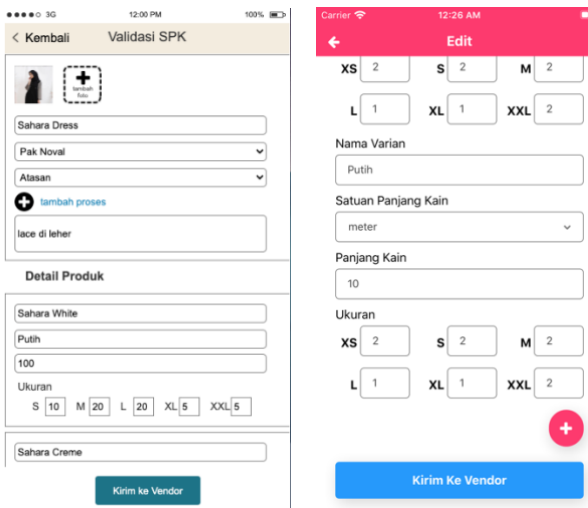 3G 12:00 PM 100%
Kembali Validasi SPK
tambah
foto
Sahara Dress
Pak Noval
Atasan
tambah proses
lace di leher
Detail Produk
Sahara White
Putih
100
Ukuran
S 10 M 20 L 20 XL 5 XXL 5
Sahara Creme
Kirim ke Vendor
Carrier 12:26 AM
Edit
XS 2 S 2 M 2
L 1 XL 1 XXL 2
Nama Varian
Putih
Satuan Panjang Kain
meter
Panjang Kain
10
Ukuran
XS 2 S 2 M 2
L 1 XL 1 XXL 2
Kirim Ke Vendor